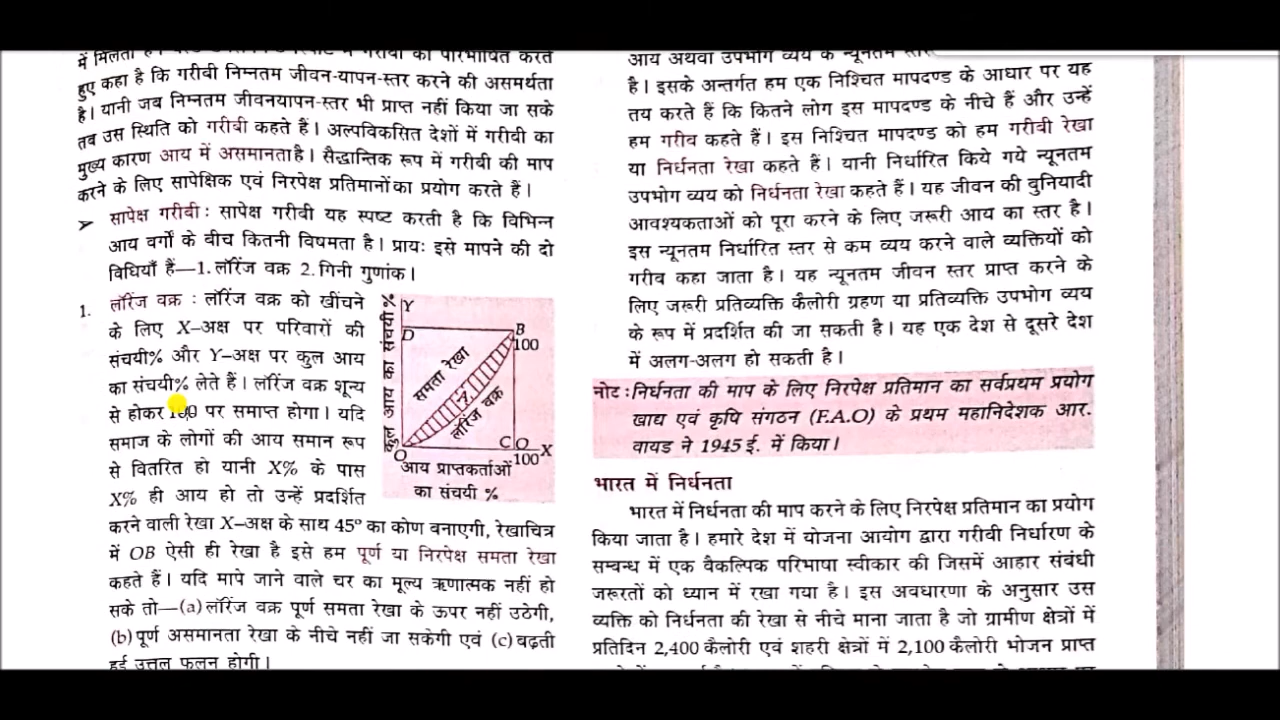 में मिलता है।
गरीबी को परिभाषित करते
हुए कहा है कि गरीबी निम्नतम जीवन-यापन-स्तर करने की असमर्थता
है। यानी जब निम्नतम जीवनयापन-स्तर भी प्राप्त नहीं किया जा सके
तब उस स्थिति को गरीबी कहते हैं। अल्पविकसित देशों में गरीबी का
मुख्य कारण आय में असमानता है। सैद्धान्तिक रूप में गरीबी की माप
करने के लिए सापेक्षिक एवं निरपेक्ष प्रतिमानों का प्रयोग करते हैं।
➤ सापेक्ष गरीबी : सापेक्ष गरीबी यह स्पष्ट करती है कि विभिन्न
आय वर्गों के बीच कितनी विषमता है। प्रायः इसे मापने की दो
विधियाँ हैं—1. लॉरेंज वक्र 2. गिनी गुणांक।
1. लॉरेंज वक्र : लॉरेंज वक्र को खींचने
के लिए X–अक्ष पर परिवारों की
संचयी% और Y–अक्ष पर कुल आय
का संचयी% लेते हैं। लॉरेंज वक्र शून्य
से होकर 100 पर समाप्त होगा। यदि
समाज के लोगों की आय समान रूप
से वितरित हो यानी X% के पास
X% ही आय हो तो उन्हें प्रदर्शित
करने वाली रेखा X–अक्ष के साथ 45° का कोण बनाएगी, रेखाचित्र
में OB ऐसी ही रेखा है इसे हम पूर्ण या निरपेक्ष समता रेखा
कहते हैं। यदि मापे जाने वाले चर का मूल्य ऋणात्मक नहीं हो
सके तो—(a) लॉरेंज वक्र पूर्ण समता रेखा के ऊपर नहीं उठेगी,
(b) पूर्ण असमानता रेखा के नीचे नहीं जा सकेगी एवं (c) बढ़ती
हुई उत्तल फलन होगी।
कुल आय का संचयी %
Y
D
B
100
समता रेखा
A
लॉरेंज वक्र
O
C
Q
X
100
आय प्राप्तकर्ताओं
का संचयी %
आय अथवा उपभोग व्यय के न्यूनतम स्तर
है। इसके अन्तर्गत हम एक निश्चित मापदण्ड के आधार पर यह
तय करते हैं कि कितने लोग इस मापदण्ड के नीचे हैं और उन्हें
हम गरीब कहते हैं। इस निश्चित मापदण्ड को हम गरीबी रेखा
या निर्धनता रेखा कहते हैं। यानी निर्धारित किये गये न्यूनतम
उपभोग व्यय को निर्धनता रेखा कहते हैं। यह जीवन की बुनियादी
आवश्यकताओं को पूरा करने के लिए जरूरी आय का स्तर है।
इस न्यूनतम निर्धारित स्तर से कम व्यय करने वाले व्यक्तियों को
गरीब कहा जाता है। यह न्यूनतम जीवन स्तर प्राप्त करने के
लिए जरूरी प्रतिव्यक्ति कैलोरी ग्रहण या प्रतिव्यक्ति उपभोग व्यय
के रूप में प्रदर्शित की जा सकती है। यह एक देश से दूसरे देश
में अलग-अलग हो सकती है।
नोट : निर्धनता की माप के लिए निरपेक्ष प्रतिमान का सर्वप्रथम प्रयोग
खाद्य एवं कृषि संगठन (F.A.O) के प्रथम महानिदेशक आर.
वायड ने 1945 ई. में किया।
भारत में निर्धनता
भारत में निर्धनता की माप करने के लिए निरपेक्ष प्रतिमान का प्रयोग
किया जाता है। हमारे देश में योजना आयोग द्वारा गरीबी निर्धारण के
सम्बन्ध में एक वैकल्पिक परिभाषा स्वीकार की जिसमें आहार संबंधी
जरूरतों को ध्यान में रखा गया है। इस अवधारणा के अनुसार उस
व्यक्ति को निर्धनता की रेखा से नीचे माना जाता है जो ग्रामीण क्षेत्रों में
प्रतिदिन 2,400 कैलोरी एवं शहरी क्षेत्रों में 2,100 कैलोरी भोजन प्राप्त